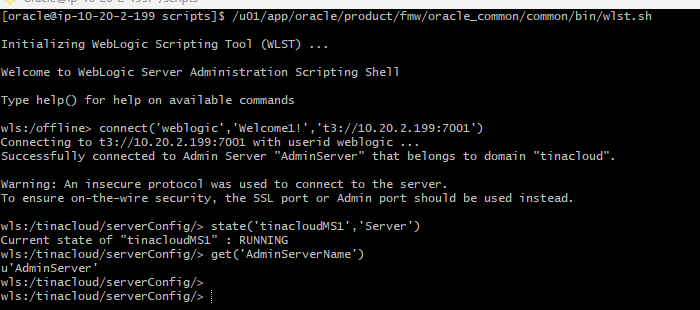 [oracle@ip-10-20-2-199 scripts]$ /u01/app/oracle/product/fmw/oracle_common/common/bin/wlst.sh
Initializing WebLogic Scripting Tool (WLST) ...
Welcome to WebLogic Server Administration Scripting Shell
Type help() for help on available commands
wls:/offline> connect('weblogic','Welcome1!','t3://10.20.2.199:7001')
Connecting to t3://10.20.2.199:7001 with userid weblogic ...
Successfully connected to Admin Server "AdminServer" that belongs to domain "tinacloud".
Warning: An insecure protocol was used to connect to the server.
To ensure on-the-wire security, the SSL port or Admin port should be used instead.
wls:/tinacloud/serverConfig/> state('tinacloudMS1','Server')
Current state of "tinacloudMS1" : RUNNING
wls:/tinacloud/serverConfig/> get('AdminServerName')
u'AdminServer'
wls:/tinacloud/serverConfig/>
wls:/tinacloud/serverConfig/>